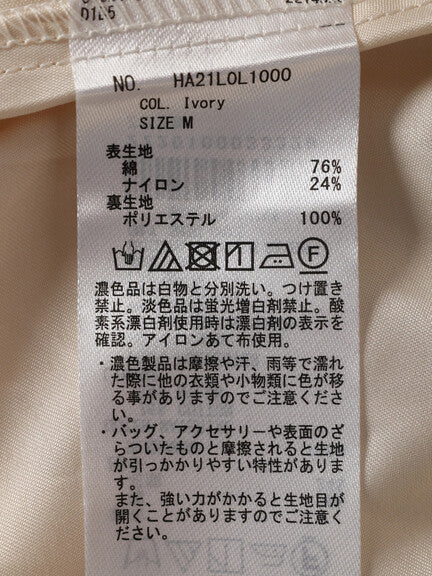 D1L5
NO. HA21L0L1000
COL. Ivory
SIZE M
表生地
綿 76%
ナイロン 24%
裏生地
ポリエステル 100%
F
濃色品は白物と分別洗い。つけ置き
禁止。淡色品は蛍光増白剤禁止。酸
素系漂白剤使用時は漂白剤の表示を
確認。アイロンあて布使用。
・濃色製品は摩擦や汗、雨等で濡れ
た際に他の衣類や小物類に色が移
る事がありますのでご注意くださ
い。
・バッグ、アクセサリーや表面のざ
らついたものと摩擦されると生地
が引っかかりやすい特性がありま
す。
また、強い力がかかると生地目が
開くことがありますのでご注意く
ださい。